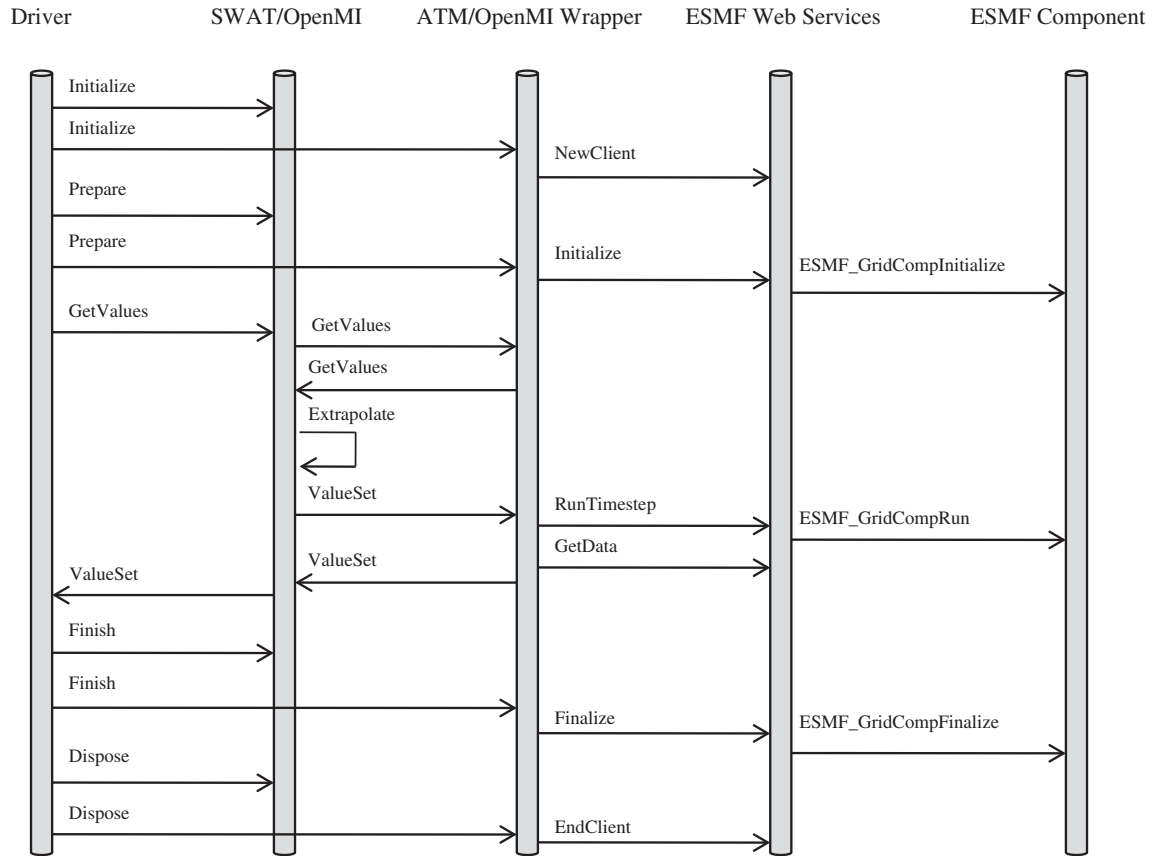 Driver SWAT/OpenMI ATM/OpenMI Wrapper ESMF Web Services ESMF Component
Initialize
Initialize
NewClient
Prepare
Prepare
Initialize
ESMF_GridCompInitialize
GetValues
GetValues
GetValues
Extrapolate
ValueSet
RunTimestep
ESMF_GridCompRun
GetData
ValueSet
ValueSet
Finish
Finish
Finalize
ESMF_GridCompFinalize
Dispose
Dispose
EndClient